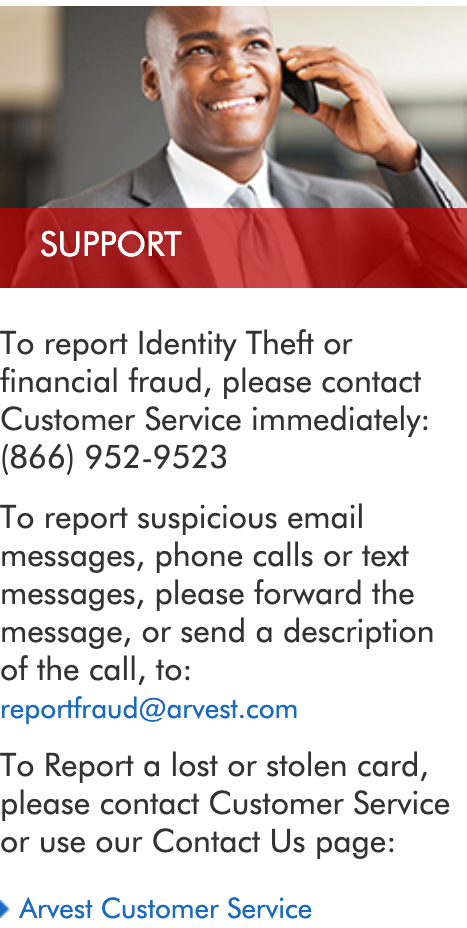 SUPPORT
To report Identity Theft or
financial fraud, please contact
Customer Service immediately:
(866) 952-9523
To report suspicious email
messages, phone calls or text
messages, please forward the
message, or send a description
of the call, to:
reportfraud@arvest.com
To Report a lost or stolen card,
please contact Customer Service
or use our Contact Us page:
Arvest Customer Service